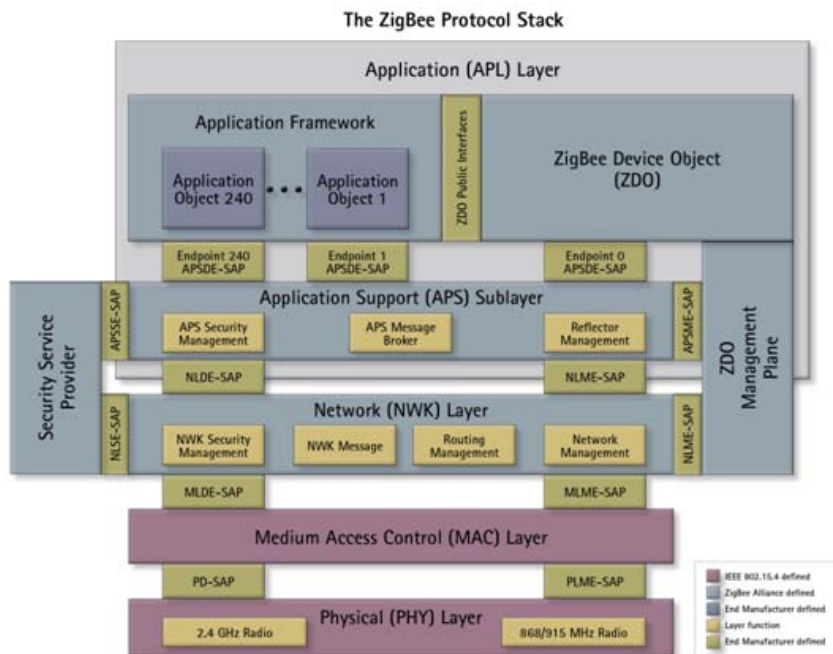 The ZigBee Protocol Stack
Application (APL) Layer
Application Framework
Application
Object 240
Application
Object 1
ZDO Public Interfaces
ZigBee Device Object
(ZDO)
Endpoint 240
APSDE-SAP
Endpoint 1
APSDE-SAP
Endpoint 0
APSDE-SAP
Security Service
Provider
APSSE-SAP
Application Support (APS) Sublayer
APS Security
Management
APS Message
Broker
Reflector
Management
APSME-SAP
ZDO
Management
Plane
NLDE-SAP
NLME-SAP
NLSE-SAP
Network (NWK) Layer
NWK Security
Management
NWK Message
Routing
Management
Network
Management
NLME-SAP
MLDE-SAP
MLME-SAP
Medium Access Control (MAC) Layer
PD-SAP
PLME-SAP
Physical (PHY) Layer
2.4 GHz Radio
868/915 MHz Radio
IEEE 802.15.4 defined
ZigBee Alliance defined
End Manufacturer defined
Layer function
End Manufacturer defined